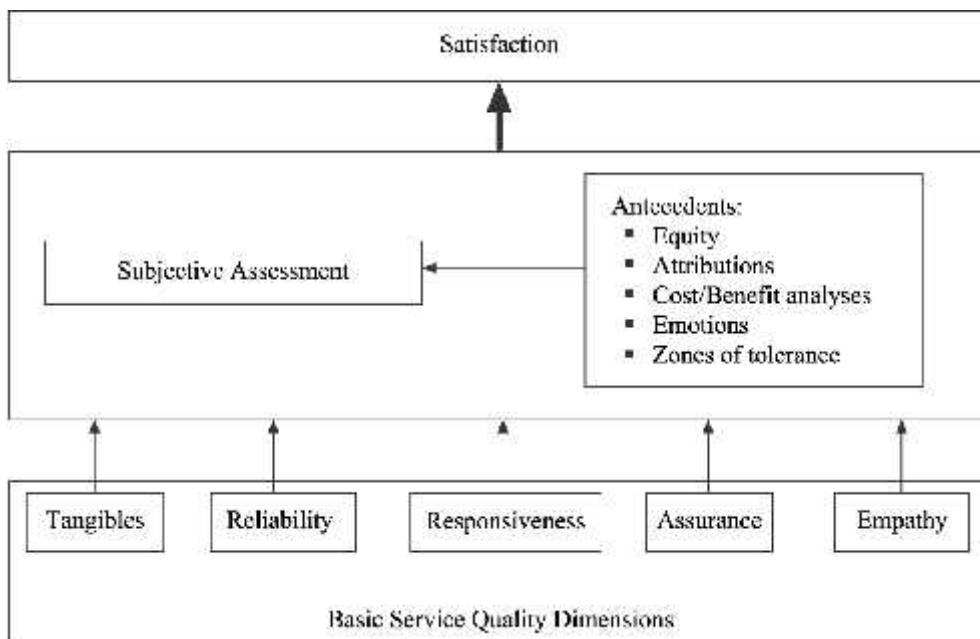 Satisfaction
Antecedents:
▪ Equity
Subjective Assessment
▪ Attributions
▪ Cost/Benefit analyses
▪ Emotions
▪ Zones of tolerance
Tangibles
Reliability
Responsiveness
Assurance
Empathy
Basic Service Quality Dimensions